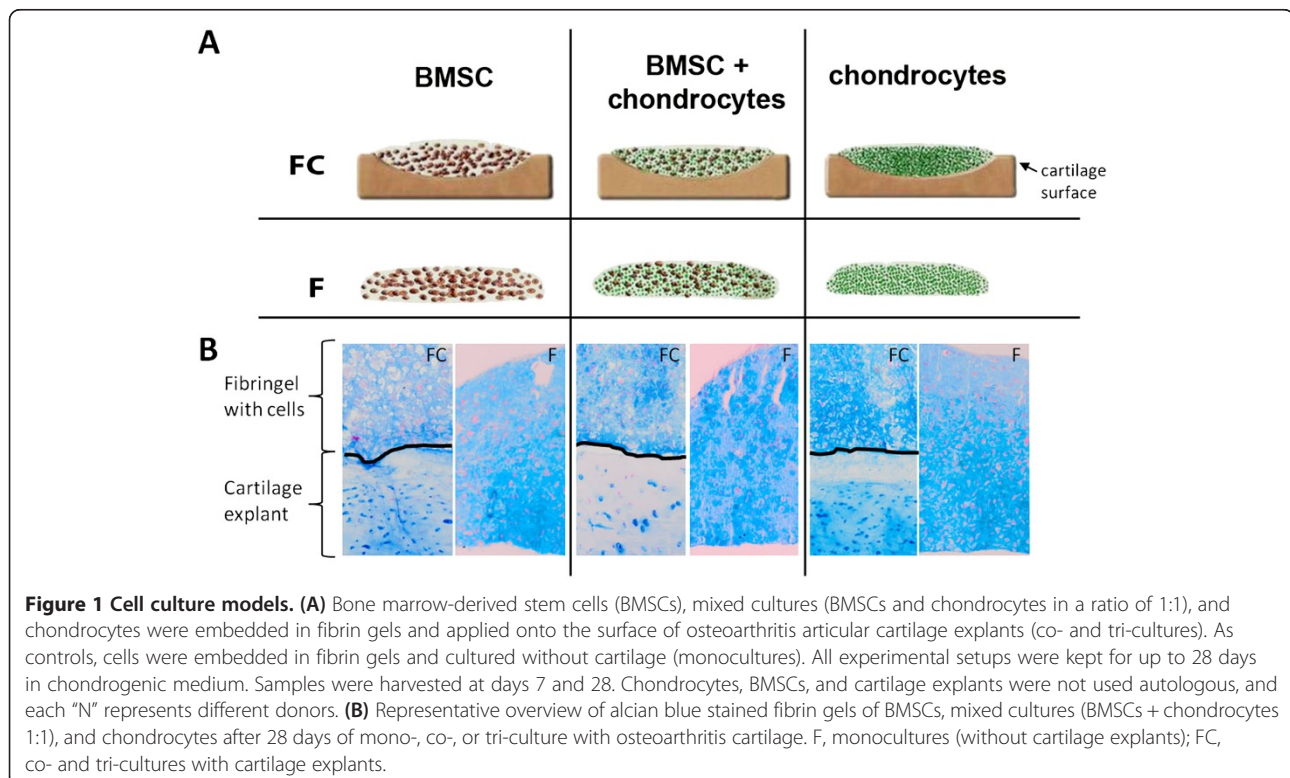 A
BMSC
BMSC +
chondrocytes
chondrocytes
FC
cartilage
surface
F
B
FC
F
FC
F
FC
F
Fibringel
with cells
Cartilage
explant
Figure 1 Cell culture models. (A) Bone marrow-derived stem cells (BMSCs), mixed cultures (BMSCs and chondrocytes in a ratio of 1:1), and
chondrocytes were embedded in fibrin gels and applied onto the surface of osteoarthritis articular cartilage explants (co- and tri-cultures). As
controls, cells were embedded in fibrin gels and cultured without cartilage (monocultures). All experimental setups were kept for up to 28 days
in chondrogenic medium. Samples were harvested at days 7 and 28. Chondrocytes, BMSCs, and cartilage explants were not used autologous, and
each “N” represents different donors. (B) Representative overview of alcian blue stained fibrin gels of BMSCs, mixed cultures (BMSCs + chondrocytes
1:1), and chondrocytes after 28 days of mono-, co-, or tri-culture with osteoarthritis cartilage. F, monocultures (without cartilage explants); FC,
co- and tri-cultures with cartilage explants.